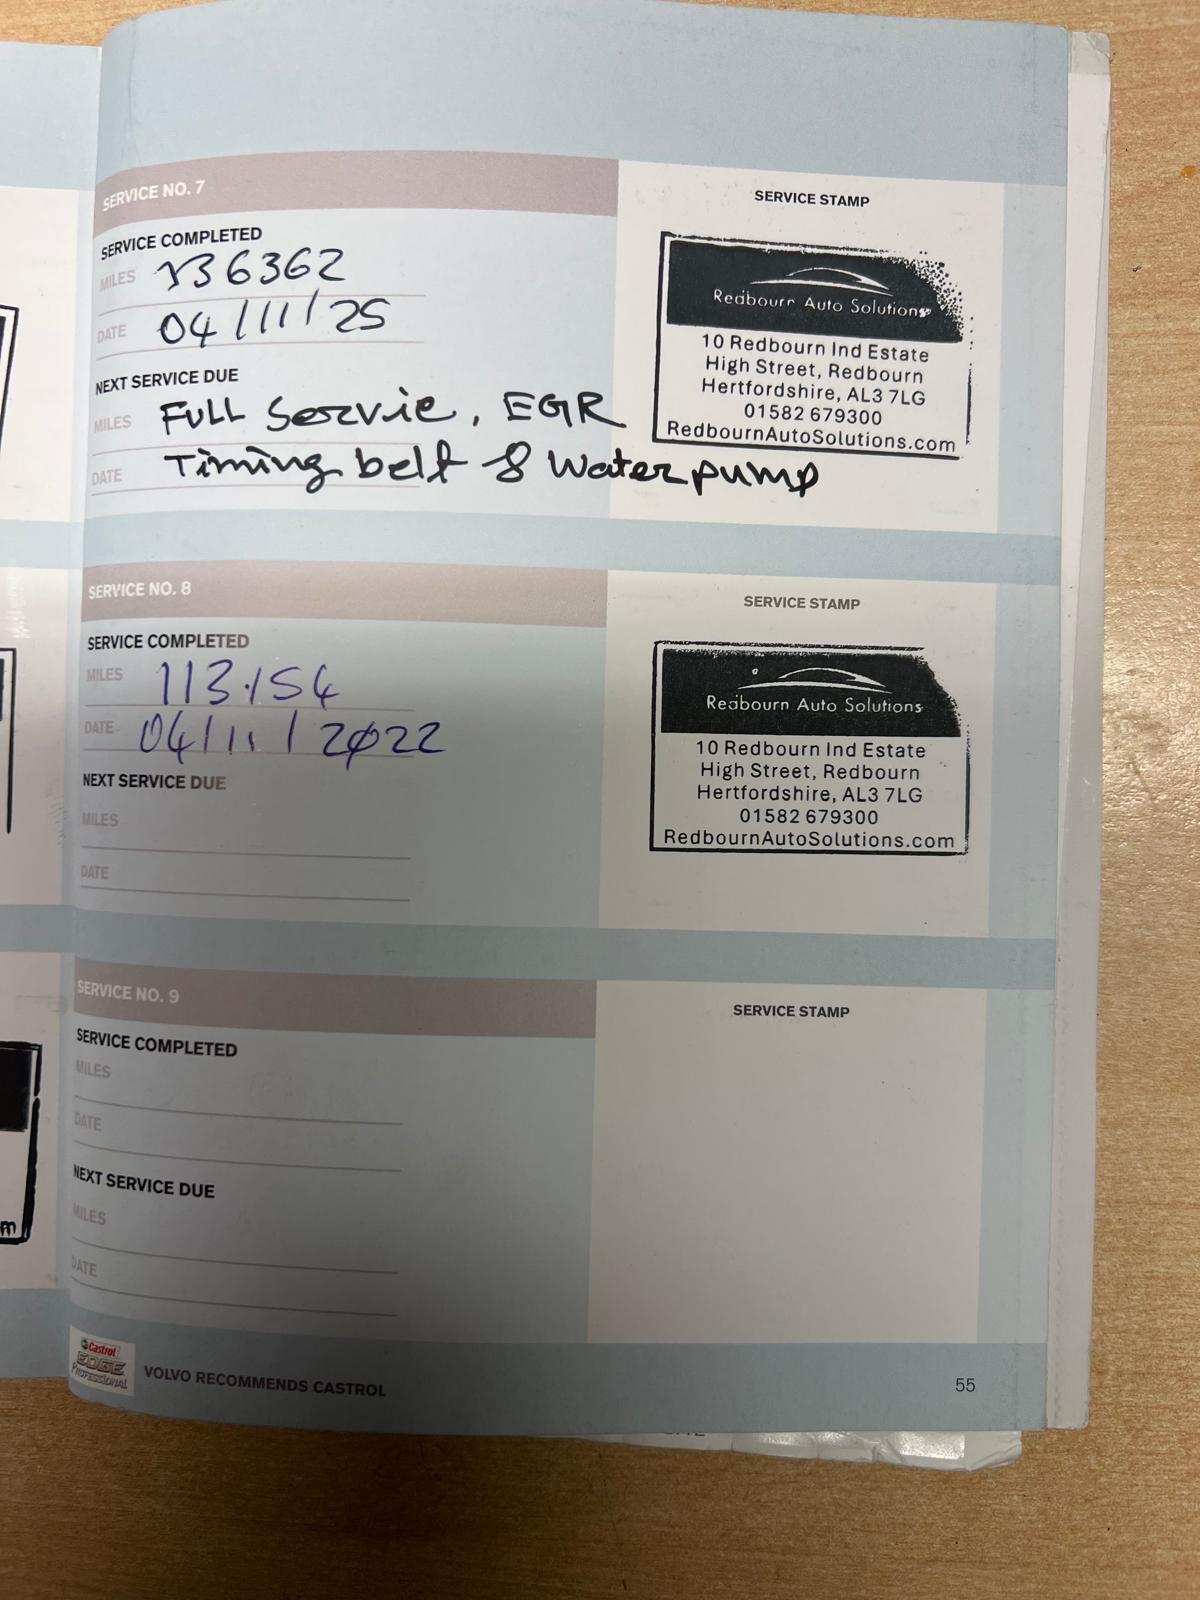 SERVICE NO. 7
SERVICE COMPLETED
MILES 136362
DATE 04/11/25
NEXT SERVICE DUE
MILES FULL Servie, EGR
DATE Timing belt & Water pump
SERVICE STAMP
Redbourn Auto Solutions
10 Redbourn Ind Estate
High Street, Redbourn
Hertfordshire, AL3 7LG
01582 679300
RedbournAutoSolutions.com
SERVICE NO. 8
SERVICE COMPLETED
MILES 113.154
DATE 04/11/2022
NEXT SERVICE DUE
MILES
DATE
SERVICE STAMP
Redbourn Auto Solutions
10 Redbourn Ind Estate
High Street, Redbourn
Hertfordshire, AL3 7LG
01582 679300
RedbournAutoSolutions.com
SERVICE NO. 9
SERVICE COMPLETED
MILES
DATE
NEXT SERVICE DUE
MILES
DATE
SERVICE STAMP
m
Castrol
EDGE
PROFESSIONAL
VOLVO RECOMMENDS CASTROL
55